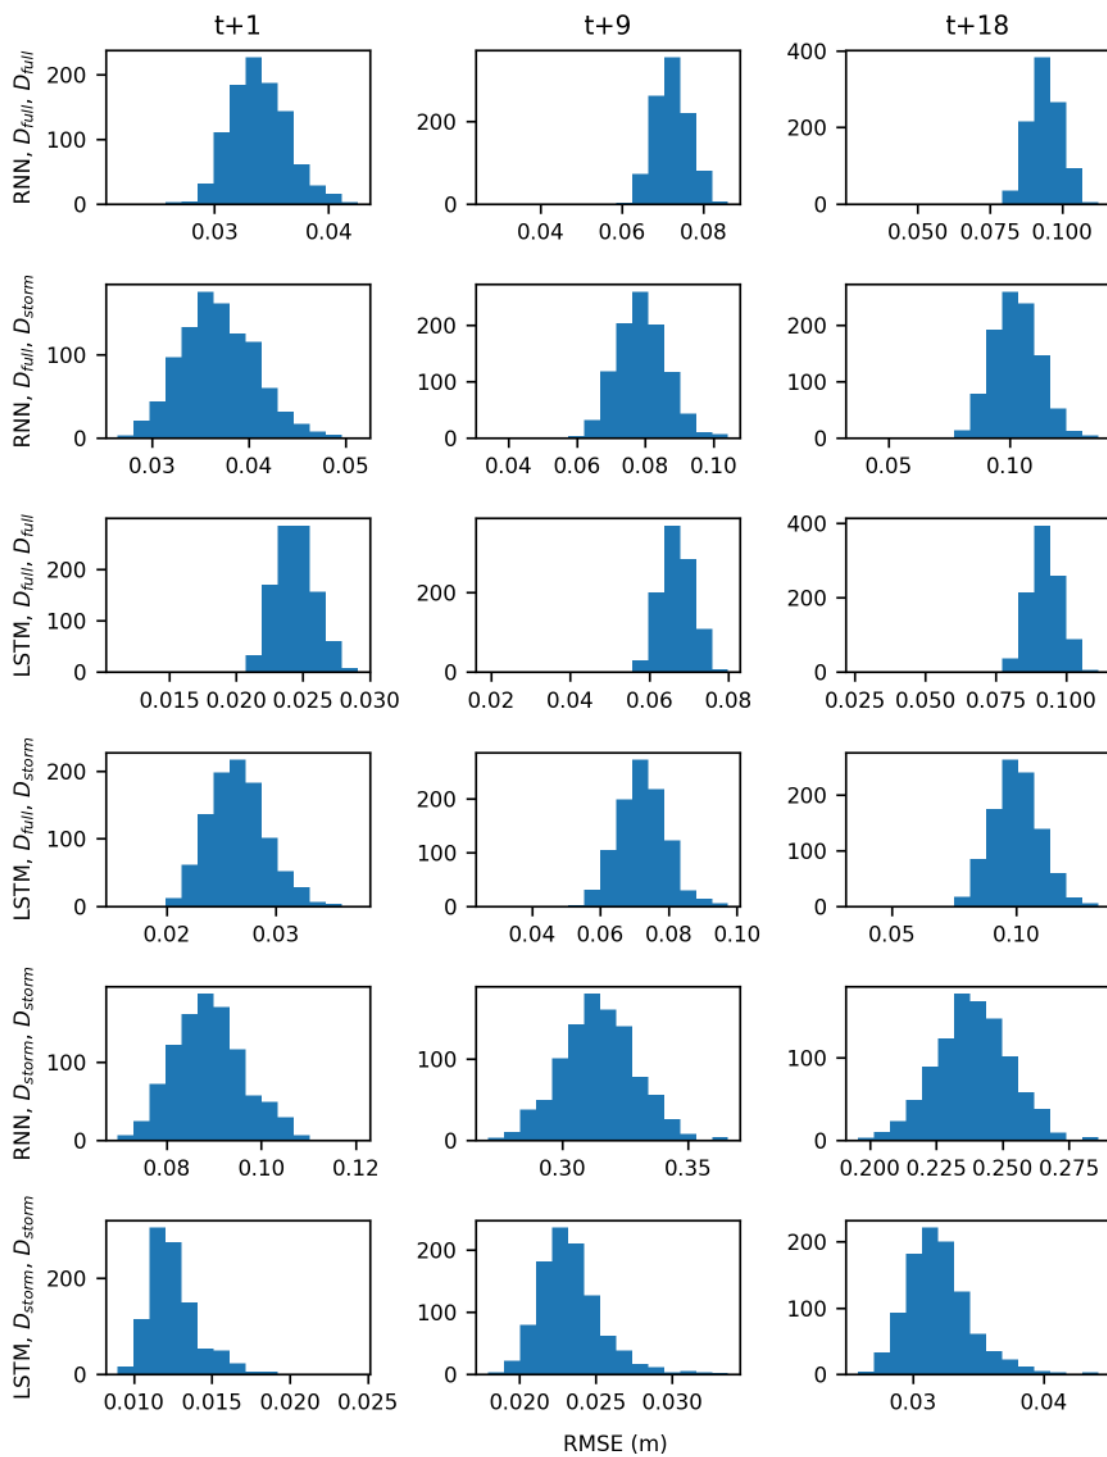 t+1 t+9 t+18
RNN, D_full, D_full
200
100
0
0.03 0.04
200
0
0.04 0.06 0.08
400
200
0
0.050 0.075 0.100
RNN, D_full, D_storm
100
0
0.03 0.04 0.05
200
100
0
0.04 0.06 0.08 0.10
200
100
0
0.05 0.10
LSTM, D_full, D_full
200
100
0
0.015 0.020 0.025 0.030
200
0
0.02 0.04 0.06 0.08
400
200
0
0.025 0.050 0.075 0.100
LSTM, D_full, D_storm
200
100
0
0.02 0.03
200
100
0
0.04 0.06 0.08 0.10
200
100
0
0.05 0.10
RNN, D_storm, D_storm
100
0
0.08 0.10 0.12
100
0
0.30 0.35
100
0
0.200 0.225 0.250 0.275
LSTM, D_storm, D_storm
200
0
0.010 0.015 0.020 0.025
200
100
0
0.020 0.025 0.030
200
100
0
0.03 0.04
RMSE (m)